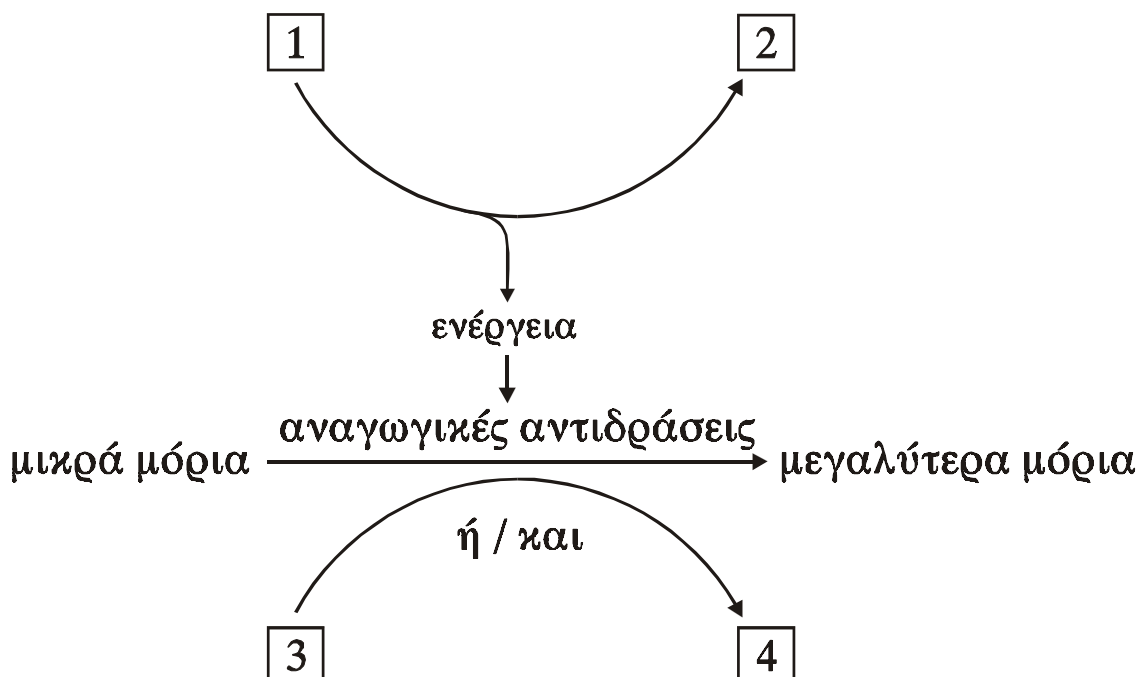 1
2
ενέργεια
αναγωγικές αντιδράσεις
μικρά μόρια
μεγαλύτερα μόρια
ή / και
3
4